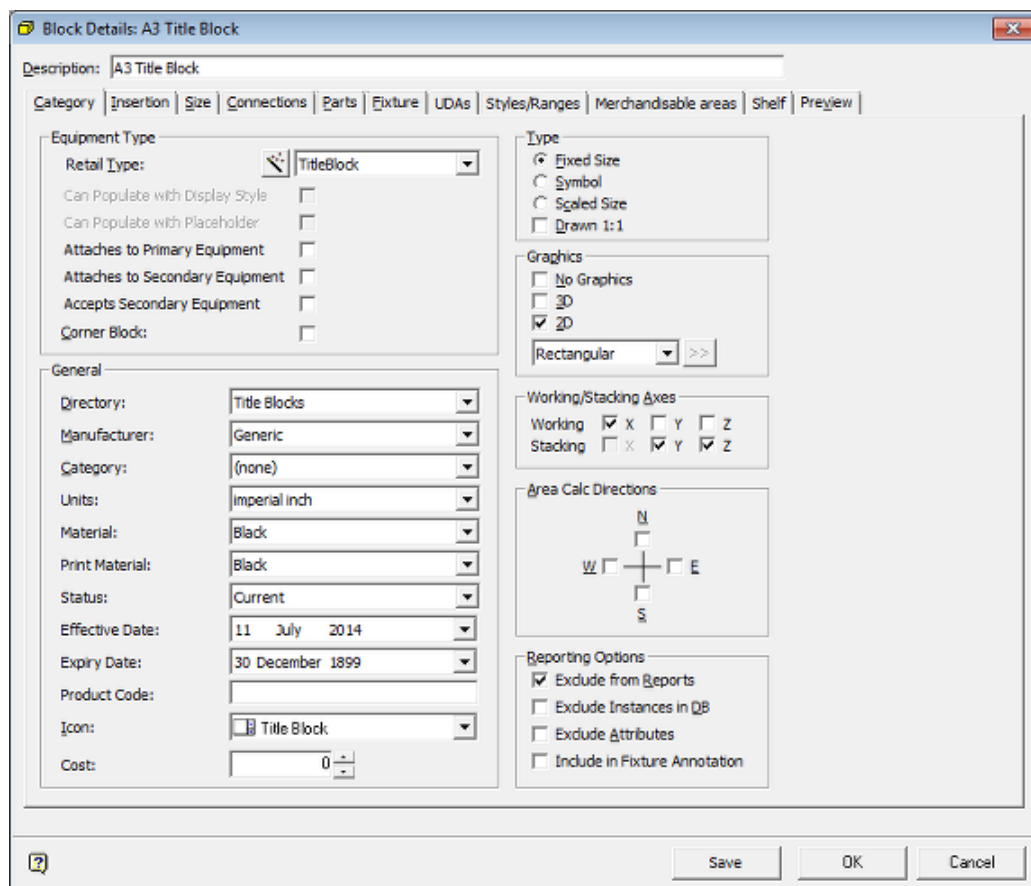 Block Details: A3 Title Block
Description: A3 Title Block
Category Insertion Size Connections Parts Fixture UDAs Styles/Ranges Merchandisable areas Shelf Preview
Equipment Type
Retail Type: TitleBlock
Can Populate with Display Style
Can Populate with Placeholder
Attaches to Primary Equipment
Attaches to Secondary Equipment
Accepts Secondary Equipment
Corner Block:
General
Directory: Title Blocks
Manufacturer: Generic
Category: (none)
Units: imperial inch
Material: Black
Print Material: Black
Status: Current
Effective Date: 11 July 2014
Expiry Date: 30 December 1899
Product Code:
Icon: Title Block
Cost: 0
Type
Fixed Size
Symbol
Scaled Size
Drawn 1:1
Graphics
No Graphics
3D
2D
Rectangular >>
Working/Stacking Axes
Working X Y Z
Stacking X Y Z
Area Calc Directions
N
W E
S
Reporting Options
Exclude from Reports
Exclude Instances in DB
Exclude Attributes
Include in Fixture Annotation
? Save OK Cancel